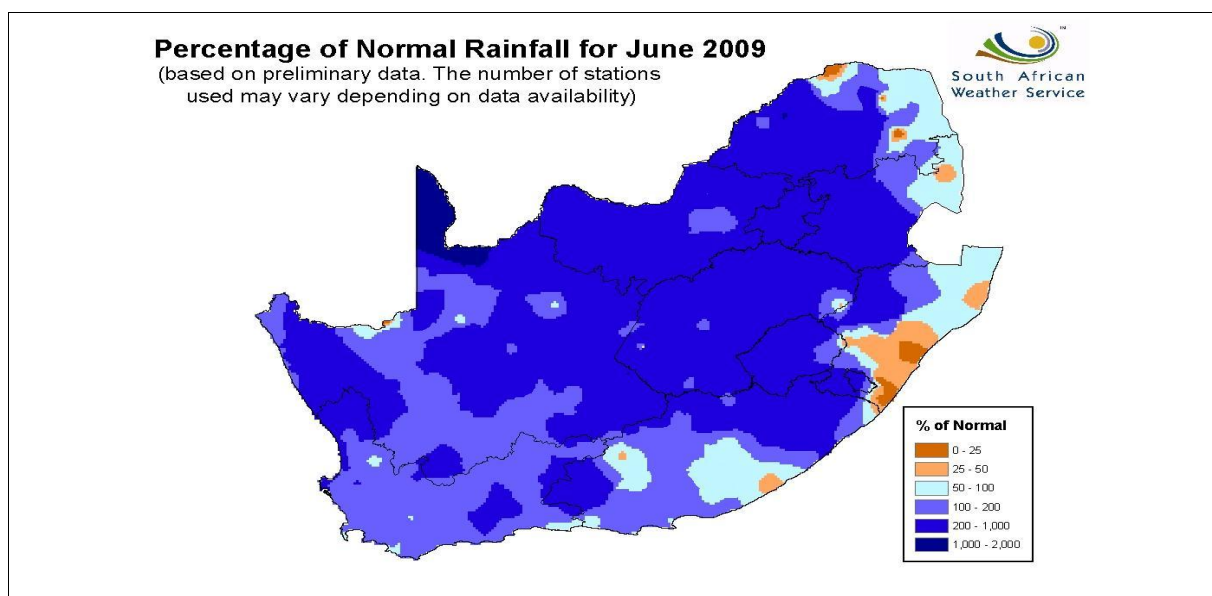 Percentage of Normal Rainfall for June 2009
(based on preliminary data. The number of stations
used may vary depending on data availability)
TM
South African
Weather Service
% of Normal
0 - 25
25 - 50
50 - 100
100 - 200
200 - 1,000
1,000 - 2,000